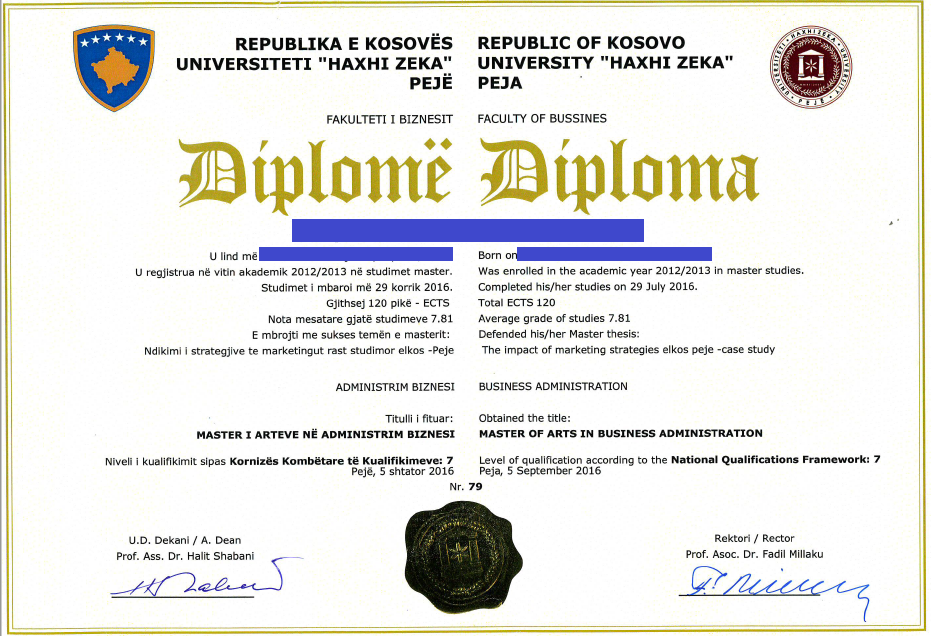 REPUBLIKA E KOSOVËS
UNIVERSITETI "HAXHI ZEKA"
PEJË
REPUBLIC OF KOSOVO
UNIVERSITY "HAXHI ZEKA"
PEJA
UNIVERSITETI · HAXHI ZEKA · UNIVERSITY
· PEJË ·
FAKULTETI I BIZNESIT
FACULTY OF BUSSINES
Diplomë Diploma
U lind më
U regjistrua në vitin akademik 2012/2013 në studimet master.
Studimet i mbaroi më 29 korrik 2016.
Gjithsej 120 pikë - ECTS
Nota mesatare gjatë studimeve 7.81
E mbrojti me sukses temën e masterit:
Ndikimi i strategjive te marketingut rast studimor elkos -Peje
Born on
Was enrolled in the academic year 2012/2013 in master studies.
Completed his/her studies on 29 July 2016.
Total ECTS 120
Average grade of studies 7.81
Defended his/her Master thesis:
The impact of marketing strategies elkos peje -case study
ADMINISTRIM BIZNESI
BUSINESS ADMINISTRATION
Titulli i fituar:
MASTER I ARTEVE NË ADMINISTRIM BIZNESI
Obtained the title:
MASTER OF ARTS IN BUSINESS ADMINISTRATION
Niveli i kualifikimit sipas Kornizës Kombëtare të Kualifikimeve: 7
Pejë, 5 shtator 2016
Level of qualification according to the National Qualifications Framework: 7
Peja, 5 September 2016
Nr. 79
U.D. Dekani / A. Dean
Prof. Ass. Dr. Halit Shabani
Rektori / Rector
Prof. Asoc. Dr. Fadil Millaku